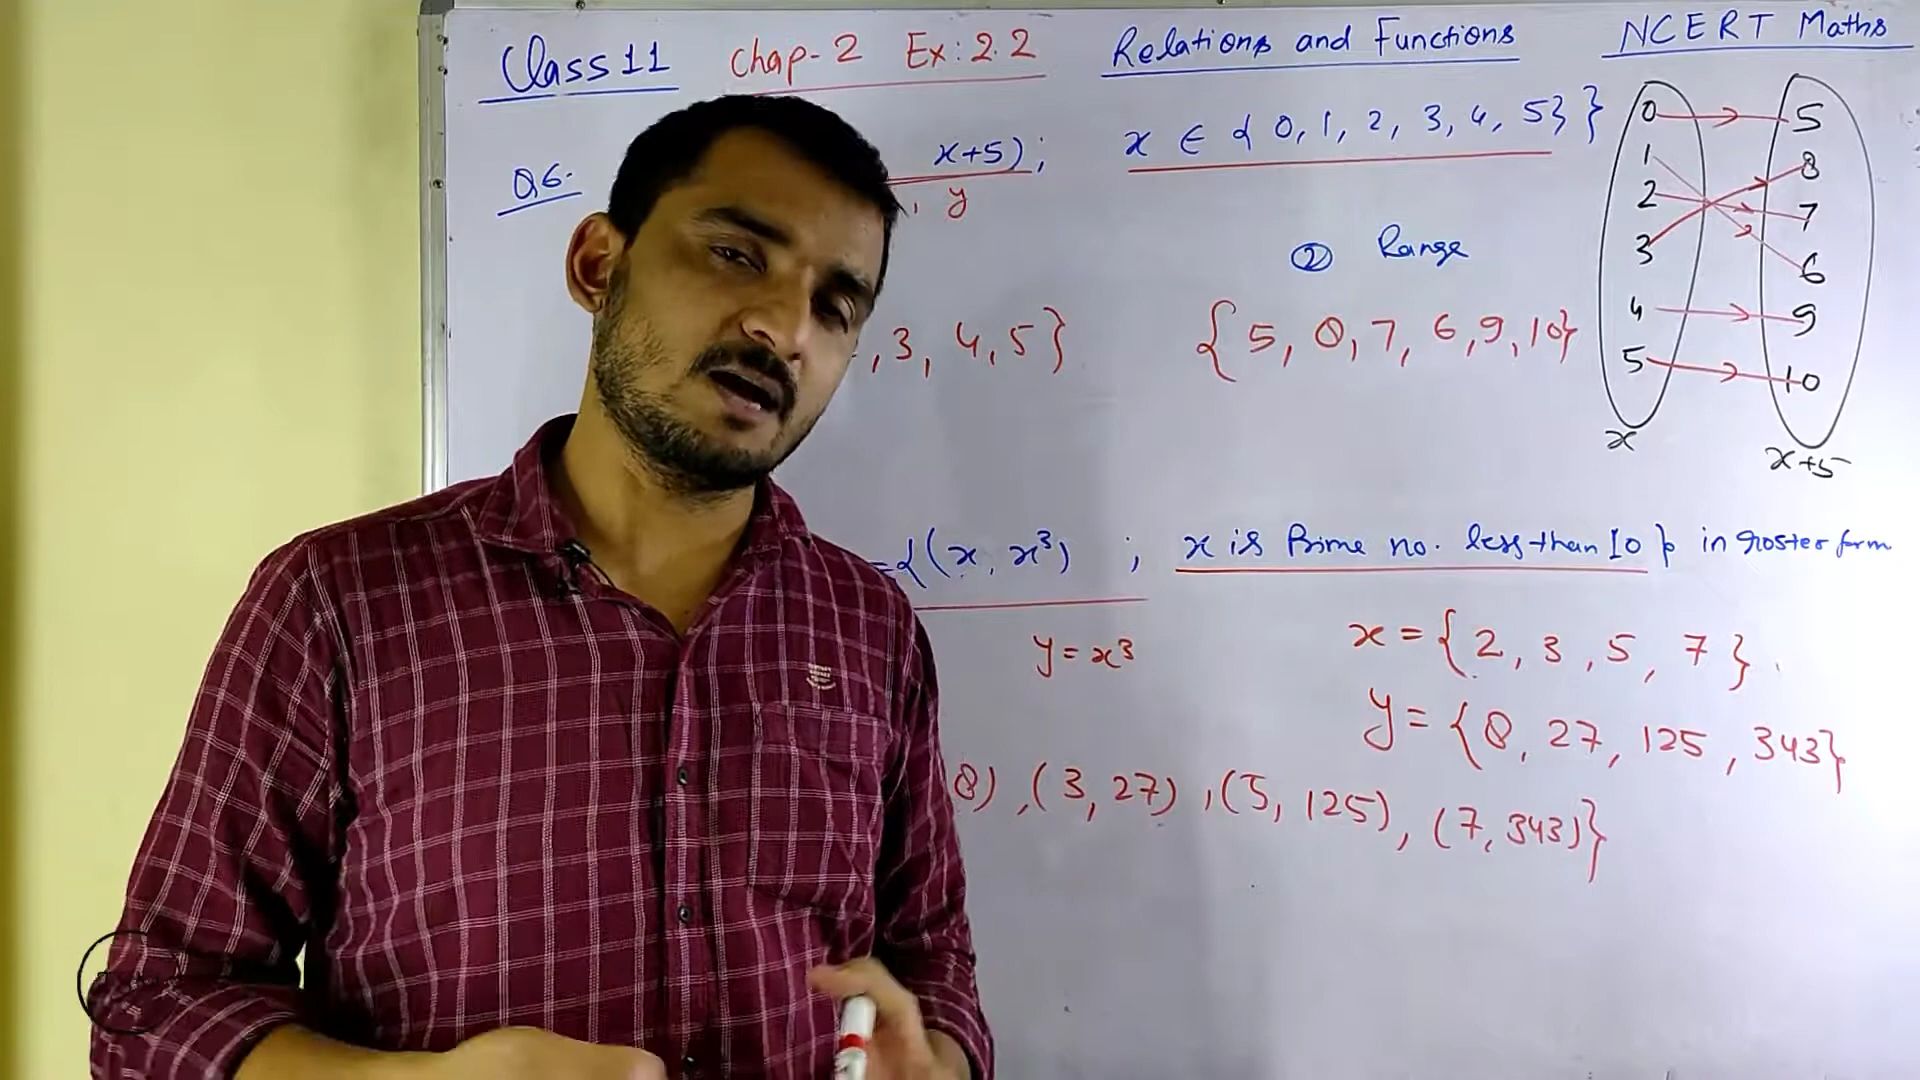 Class 11 Chap-2 Ex: 2.2 Relations and Functions NCERT Maths
Q6. x+5); x ∈ { 0, 1, 2, 3, 4, 5} }
, y
② Range
, 3, 4, 5} { 5, 8, 7, 6, 9, 10}
0 5
1 8
2 7
3 6
4 9
5 10
x x+5
={(x, x³) ; x is Prime no. less than 10 } in roster form
y = x³ x = { 2, 3, 5, 7 }
y = { 8, 27, 125, 343}
8) , (3, 27) , (5, 125), (7, 343)}